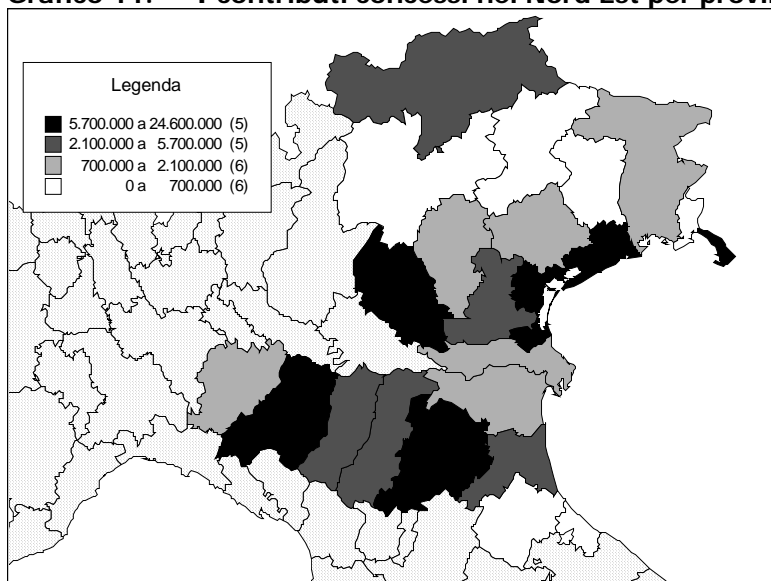 Grafico I contributi concessi nel Nord Est per
Legenda
5.700.000 a 24.600.000 (5)
2.100.000 a 5.700.000 (5)
700.000 a 2.100.000 (6)
0 a 700.000 (6)